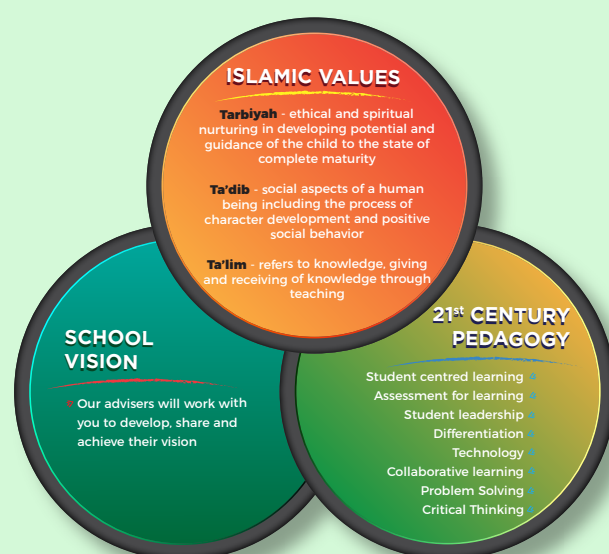 ISLAMIC VALUES
Tarbiyah - ethical and spiritual
nurturing in developing potential and
guidance of the child to the state of
complete maturity
Ta'dib - social aspects of a human
being including the process of
character development and positive
social behavior
Ta'lim - refers to knowledge, giving
and receiving of knowledge through
teaching
SCHOOL
VISION
Our advisers will work with
you to develop, share and
achieve their vision
21st CENTURY
PEDAGOGY
Student centred learning
Assessment for learning
Student leadership
Differentiation
Technology
Collaborative learning
Problem Solving
Critical Thinking